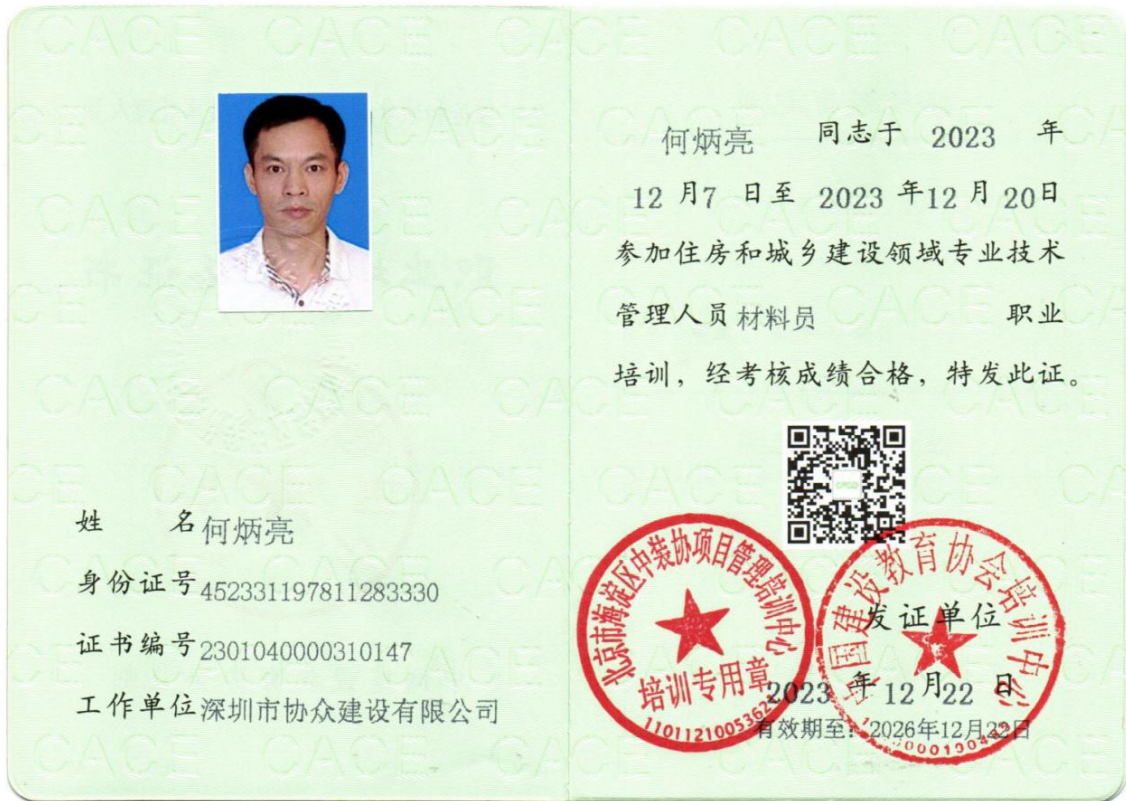 姓 名 何炳亮
身份证号 452331197811283330
证书编号 2301040000310147
工作单位 深圳市协众建设有限公司
何炳亮 同志于 2023 年
12 月 7 日至 2023 年 12 月 20 日
参加住房和城乡建设领域专业技术
管理人员 材料员 职业
培训，经考核成绩合格，特发此证。
北京市海淀区中装协项目管理培训中心
培训专用章
中国建设教育协会培训中心
发证单位
2023 年 12 月 22 日
有效期至：2026年12月22日
CACE